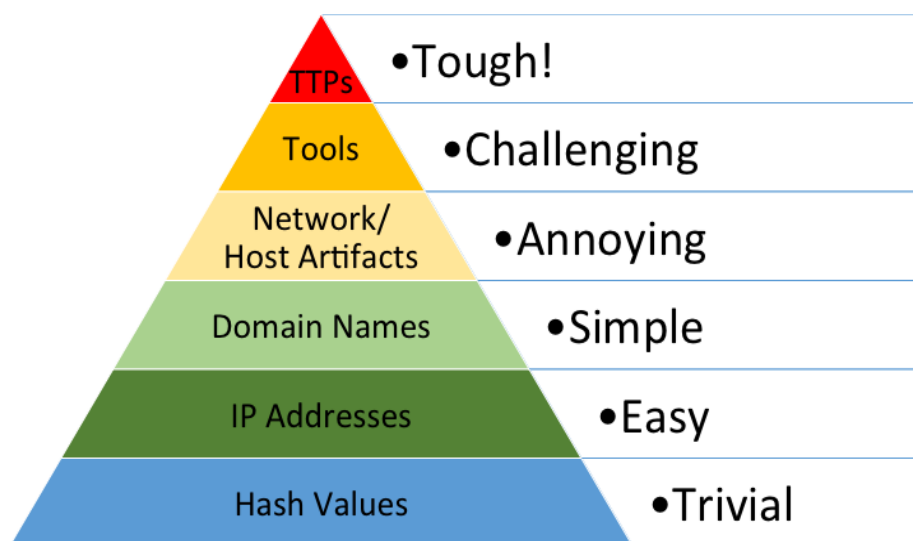 TTPs
•Tough!
Tools
•Challenging
Network/
Host Artifacts
•Annoying
Domain Names
•Simple
IP Addresses
•Easy
Hash Values
•Trivial